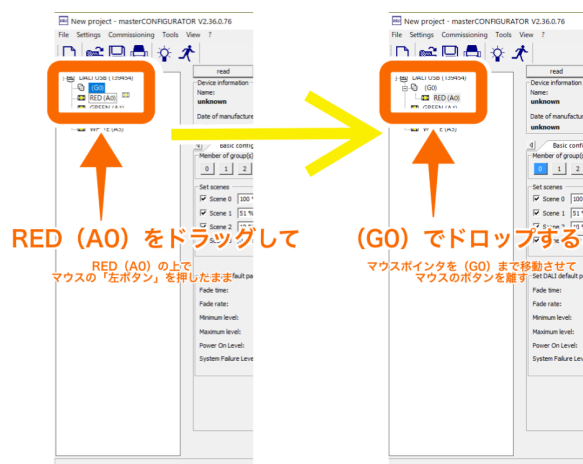 New project - masterCONFIGURATOR V2.36.0.76
File Settings Commissioning Tools View ?
read
DALI USB (139454)
(G0)
RED (A0)
GREEN (A1)
WHITE (A3)
Device information
Name:
unknown
Date of manufacture
Basic config
Member of group(s)
0 1 2
Set scenes
Scene 0 100 %
Scene 1 51 %
Scene 2
RED（A0）をドラッグして
RED（A0）の上で
マウスの「左ボタン」を押したまま
fault pa
Fade time:
Fade rate:
Minimum level:
Maximum level:
Power On Level:
System Failure Leve
New project - masterCONFIGURATOR V2.36.0.76
File Settings Commissioning Tools View ?
read
DALI USB (139454)
(G0)
RED (A0)
GREEN (A1)
WHITE (A3)
Device information
Name:
unknown
Date of manufacture
unknown
Basic confi
Member of group(s)
0 1 2
Set scenes
Scene 0 100
Scene 1 51 %
Scene 2
（G0）でドロップする
マウスポインタを（G0）まで移動させて
マウスのボタンを離す
Set DALI default p
Fade time:
Fade rate:
Minimum level:
Maximum level:
Power On Level:
System Failure Lev